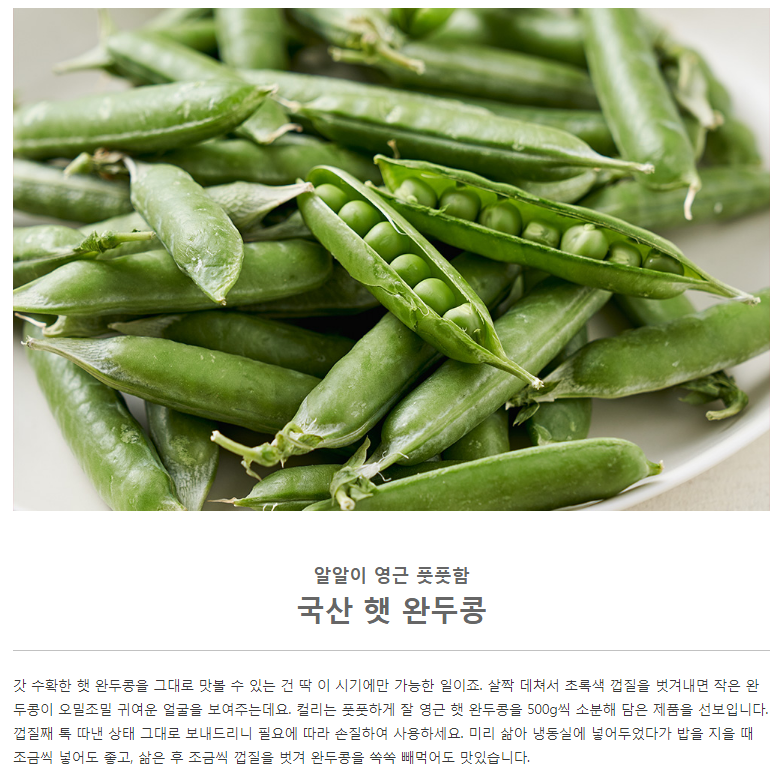 알알이 영근 풋풋함
국산 햇 완두콩
갓 수확한 햇 완두콩을 그대로 맛볼 수 있는 건 딱 이 시기에만 가능한 일이죠. 살짝 데쳐서 초록색 껍질을 벗겨내면 작은 완
두콩이 오밀조밀 귀여운 얼굴을 보여주는데요. 컬리는 풋풋하게 잘 영근 햇 완두콩을 500g씩 소분해 담은 제품을 선보입니다.
껍질째 톡 따낸 상태 그대로 보내드리니 필요에 따라 손질하여 사용하세요. 미리 삶아 냉동실에 넣어두었다가 밥을 지을 때
조금씩 넣어도 좋고, 삶은 후 조금씩 껍질을 벗겨 완두콩을 쏙쏙 빼먹어도 맛있습니다.